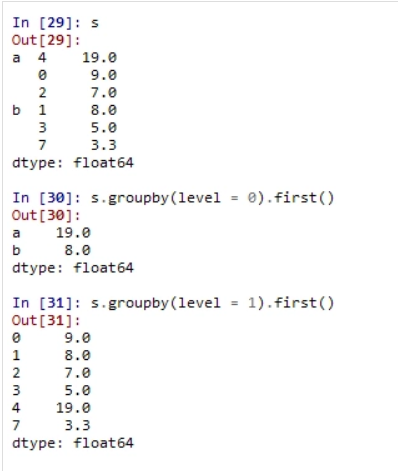 In [29]: s
Out[29]:
a  4    19.0
   0     9.0
   2     7.0
b  1     8.0
   3     5.0
   7     3.3
dtype: float64
In [30]: s.groupby(level = 0).first()
Out[30]:
a    19.0
b     8.0
dtype: float64
In [31]: s.groupby(level = 1).first()
Out[31]:
0     9.0
1     8.0
2     7.0
3     5.0
4    19.0
7     3.3
dtype: float64